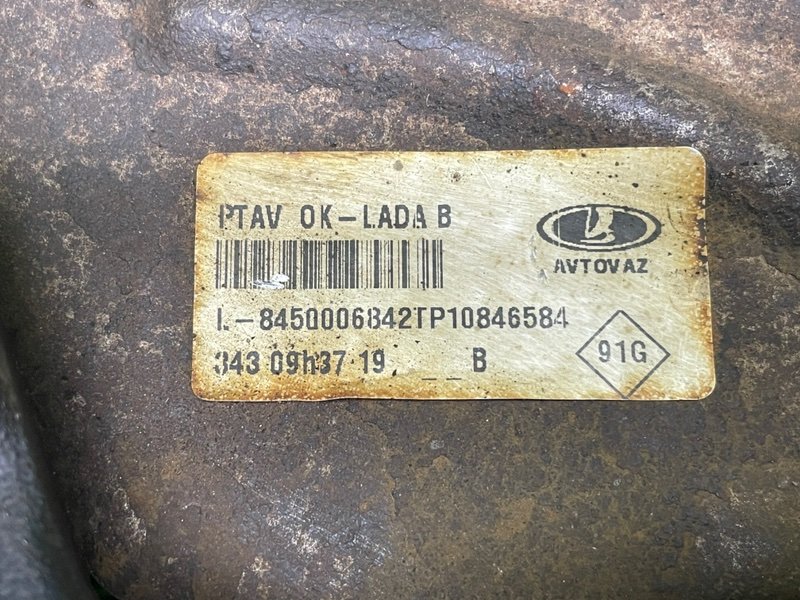 PTAV OK-LADA B
AVTOVAZ
L-8450006842TP10846584
343 09h37 19 _ _ B
91G